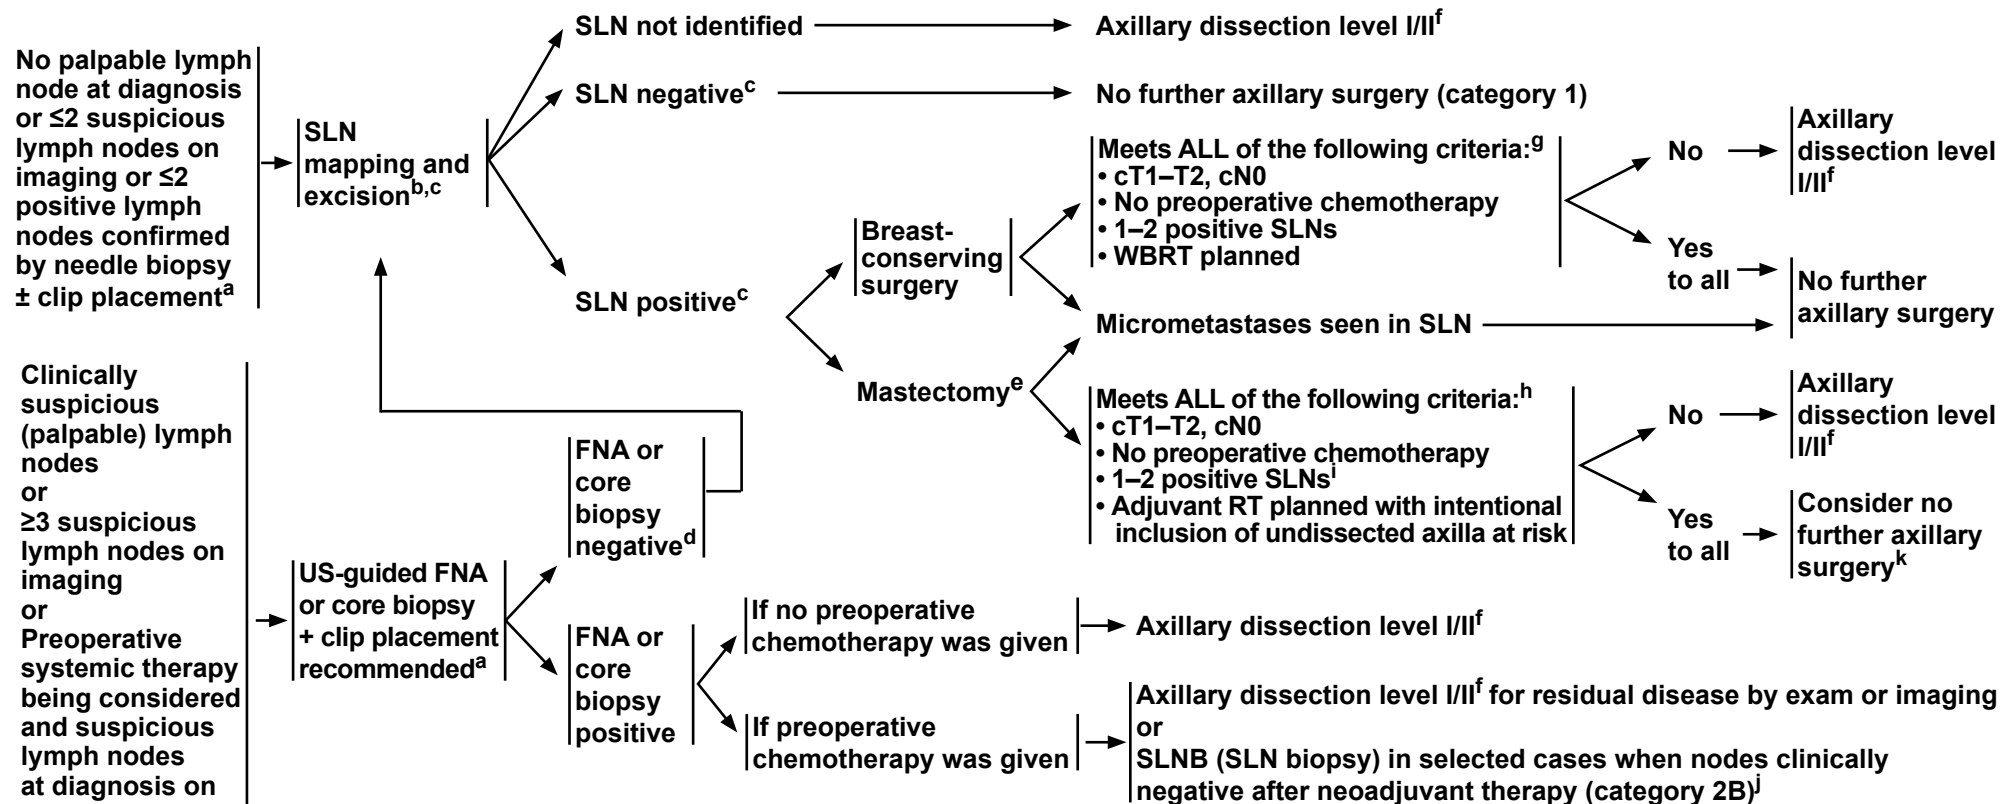 No palpable lymph
node at diagnosis
or ≤2 suspicious
lymph nodes on
imaging or ≤2
positive lymph
nodes confirmed
by needle biopsy
± clip placementᵃ
SLN
mapping and
excisionᵇ,ᶜ
SLN not identified
Axillary dissection level I/IIᶠ
SLN negativeᶜ
No further axillary surgery (category 1)
SLN positiveᶜ
Breast-
conserving
surgery
Meets ALL of the following criteria:ᵍ
• cT1–T2, cN0
• No preoperative chemotherapy
• 1–2 positive SLNs
• WBRT planned
No
Axillary
dissection level
I/IIᶠ
Yes
to all
No further
axillary surgery
Micrometastases seen in SLN
Mastectomyᵉ
Meets ALL of the following criteria:ʰ
• cT1–T2, cN0
• No preoperative chemotherapy
• 1–2 positive SLNsⁱ
• Adjuvant RT planned with intentional
inclusion of undissected axilla at risk
No
Axillary
dissection level
I/IIᶠ
Yes
to all
Consider no
further axillary
surgeryᵏ
Clinically
suspicious
(palpable) lymph
nodes
or
≥3 suspicious
lymph nodes on
imaging
or
Preoperative
systemic therapy
being considered
and suspicious
lymph nodes
at diagnosis on
US-guided FNA
or core biopsy
+ clip placement
recommendedᵃ
FNA or
core
biopsy
negativeᵈ
FNA or
core
biopsy
positive
If no preoperative
chemotherapy was given
Axillary dissection level I/IIᶠ
If preoperative
chemotherapy was given
Axillary dissection level I/IIᶠ for residual disease by exam or imaging
or
SLNB (SLN biopsy) in selected cases when nodes clinically
negative after neoadjuvant therapy (category 2B)ʲ